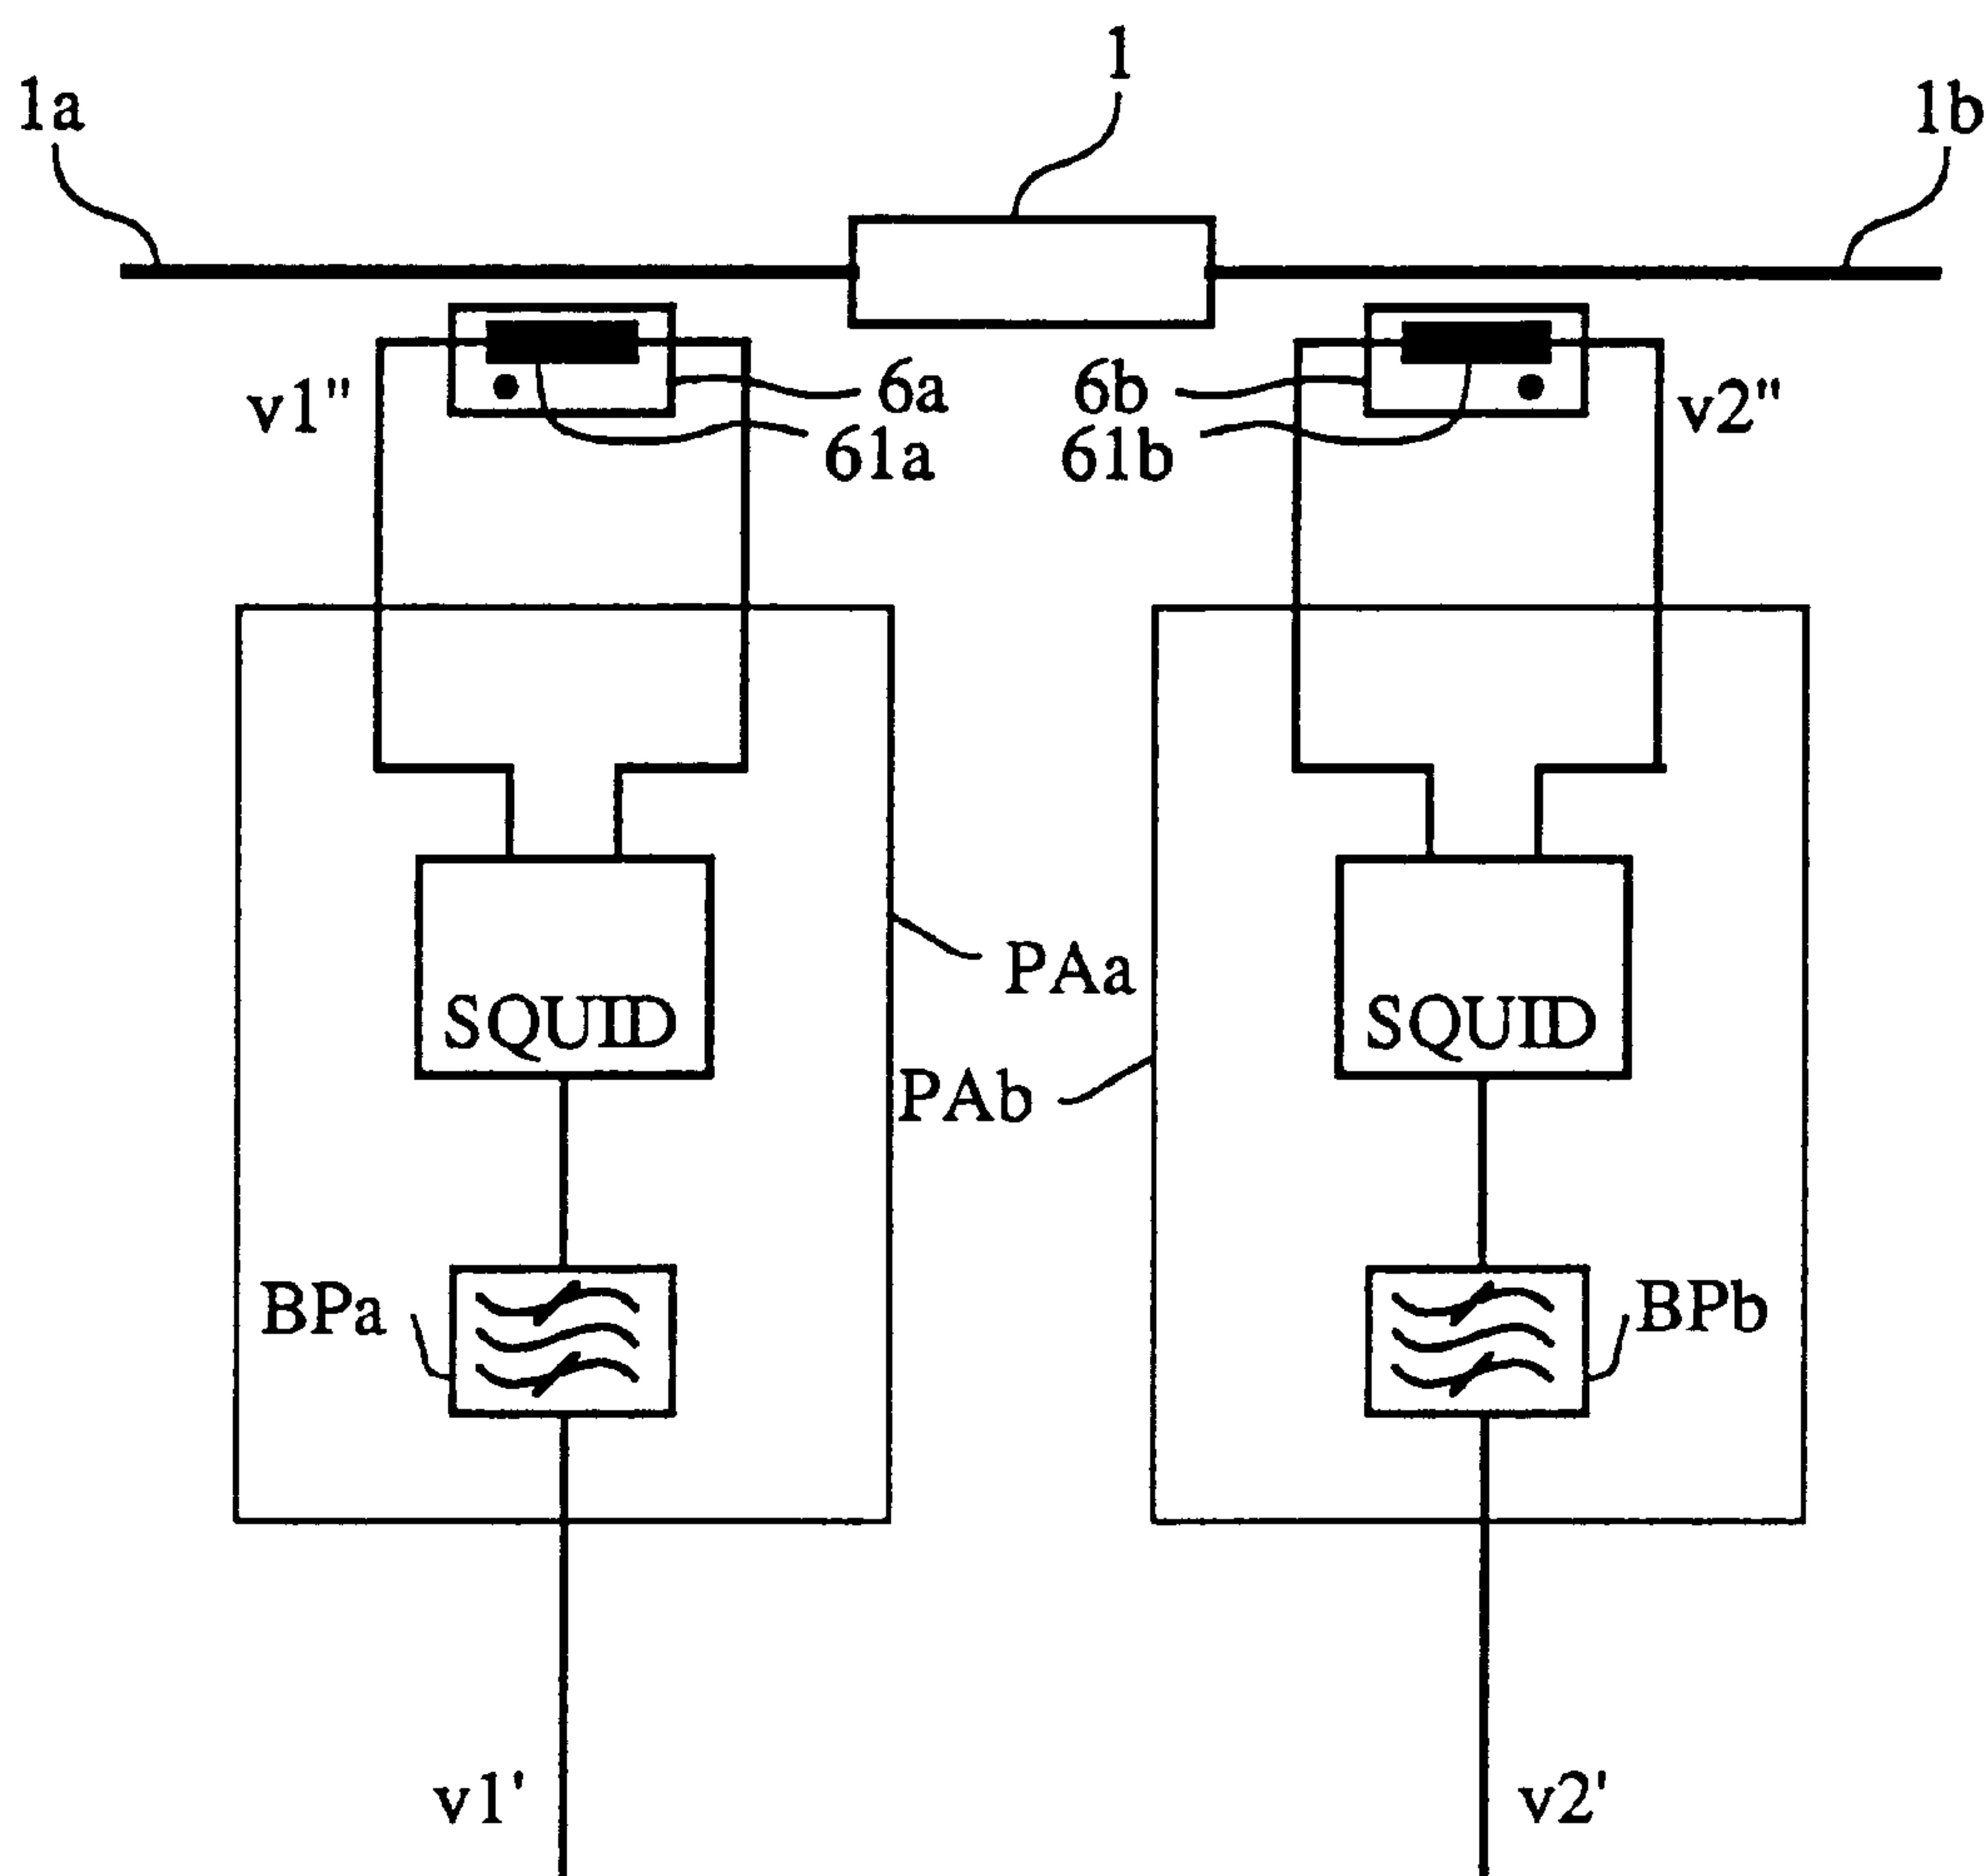 1
1a
1b
v1"
6a
6b
v2"
61a
61b
PAa
SQUID
SQUID
PAb
BPa
BPb
v1'
v2'